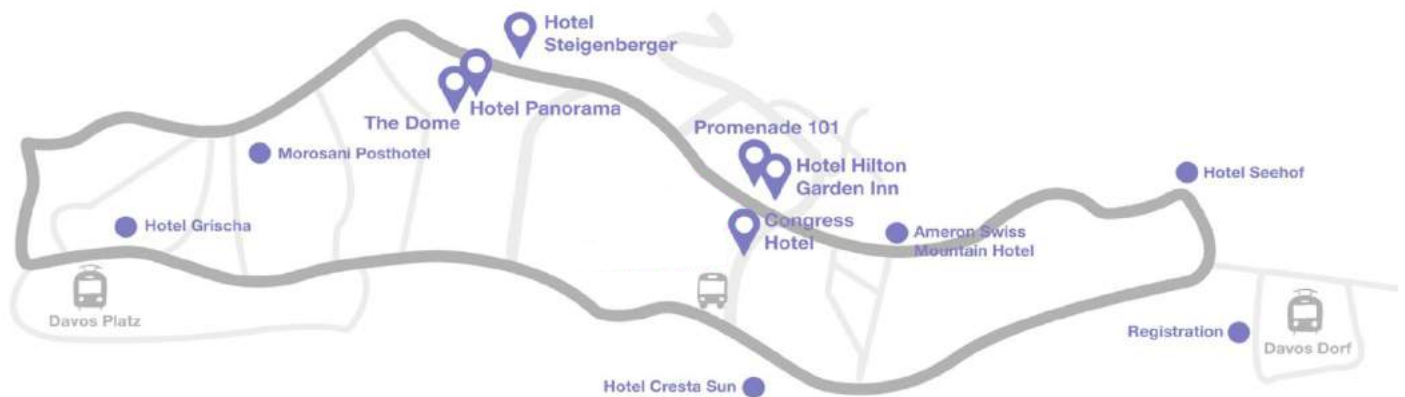 Hotel
Steigenberger
Hotel Panorama
The Dome
Promenade 101
Morosani Posthotel
Hotel Hilton
Garden Inn
Hotel Seehof
Hotel Grischa
Congress
Hotel
Ameron Swiss
Mountain Hotel
Davos Platz
Registration
Davos Dorf
Hotel Cresta Sun